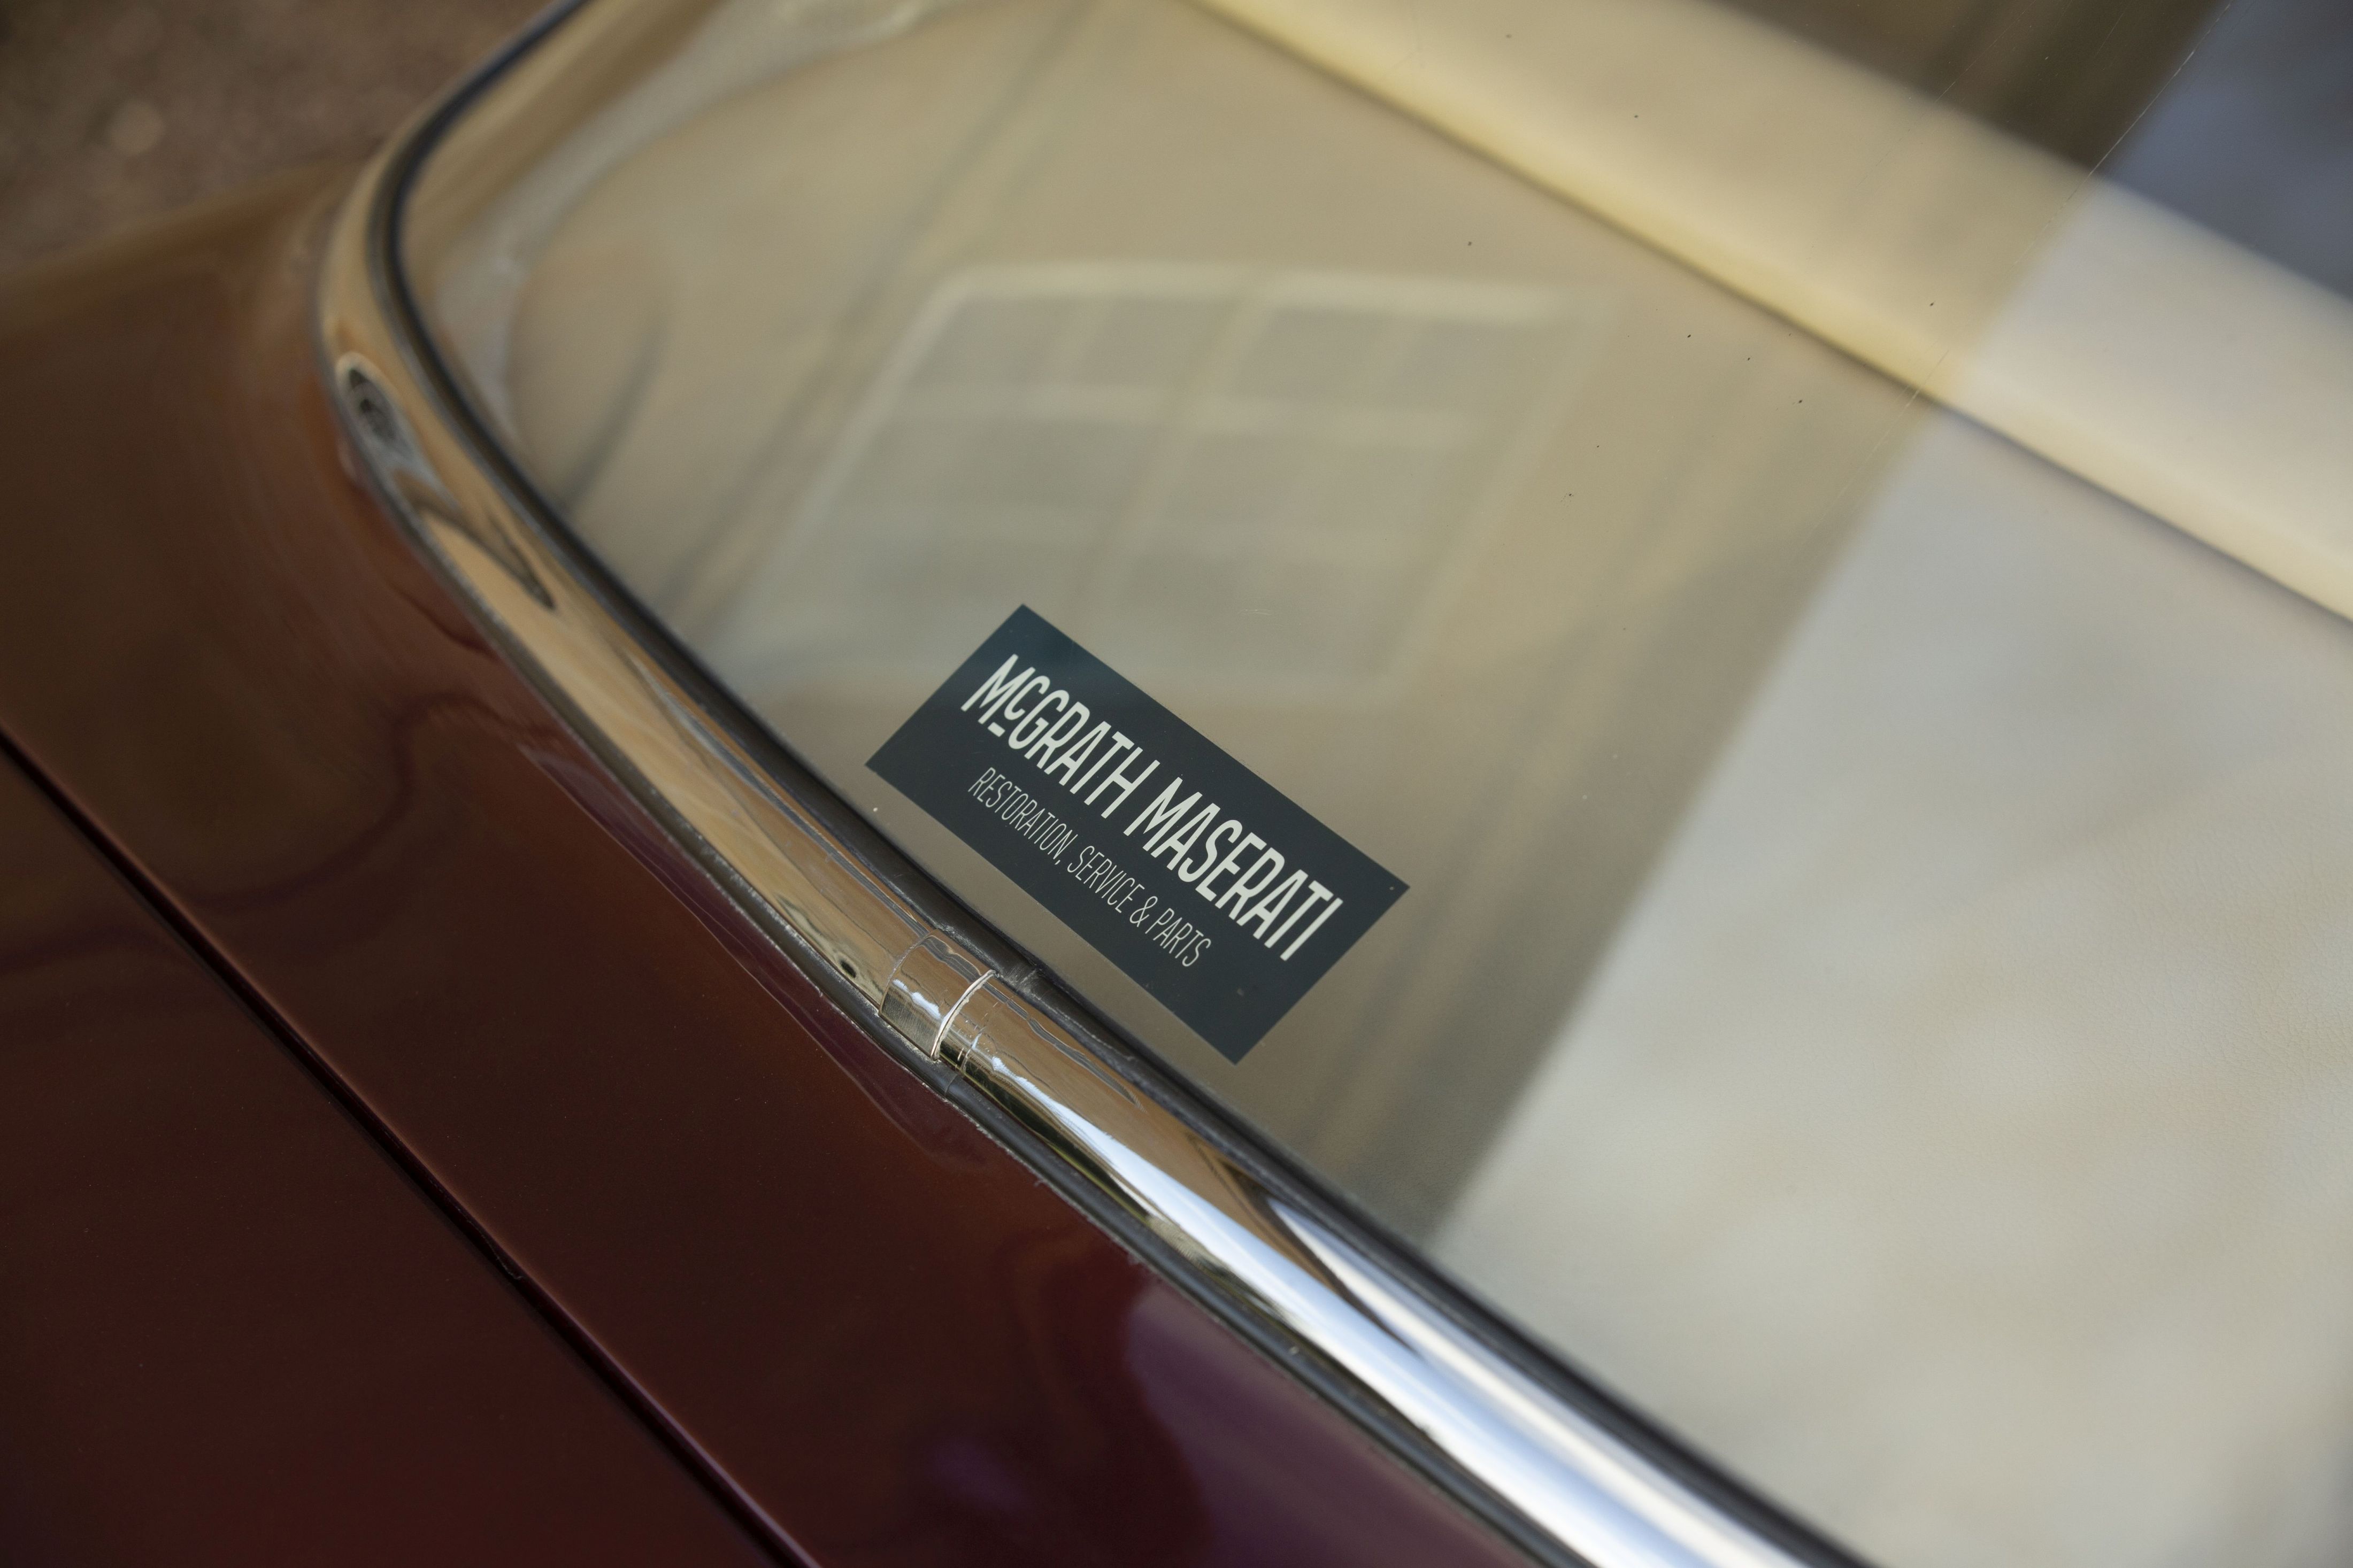 McGRATH MASERATI
RESTORATION, SERVICE & PARTS